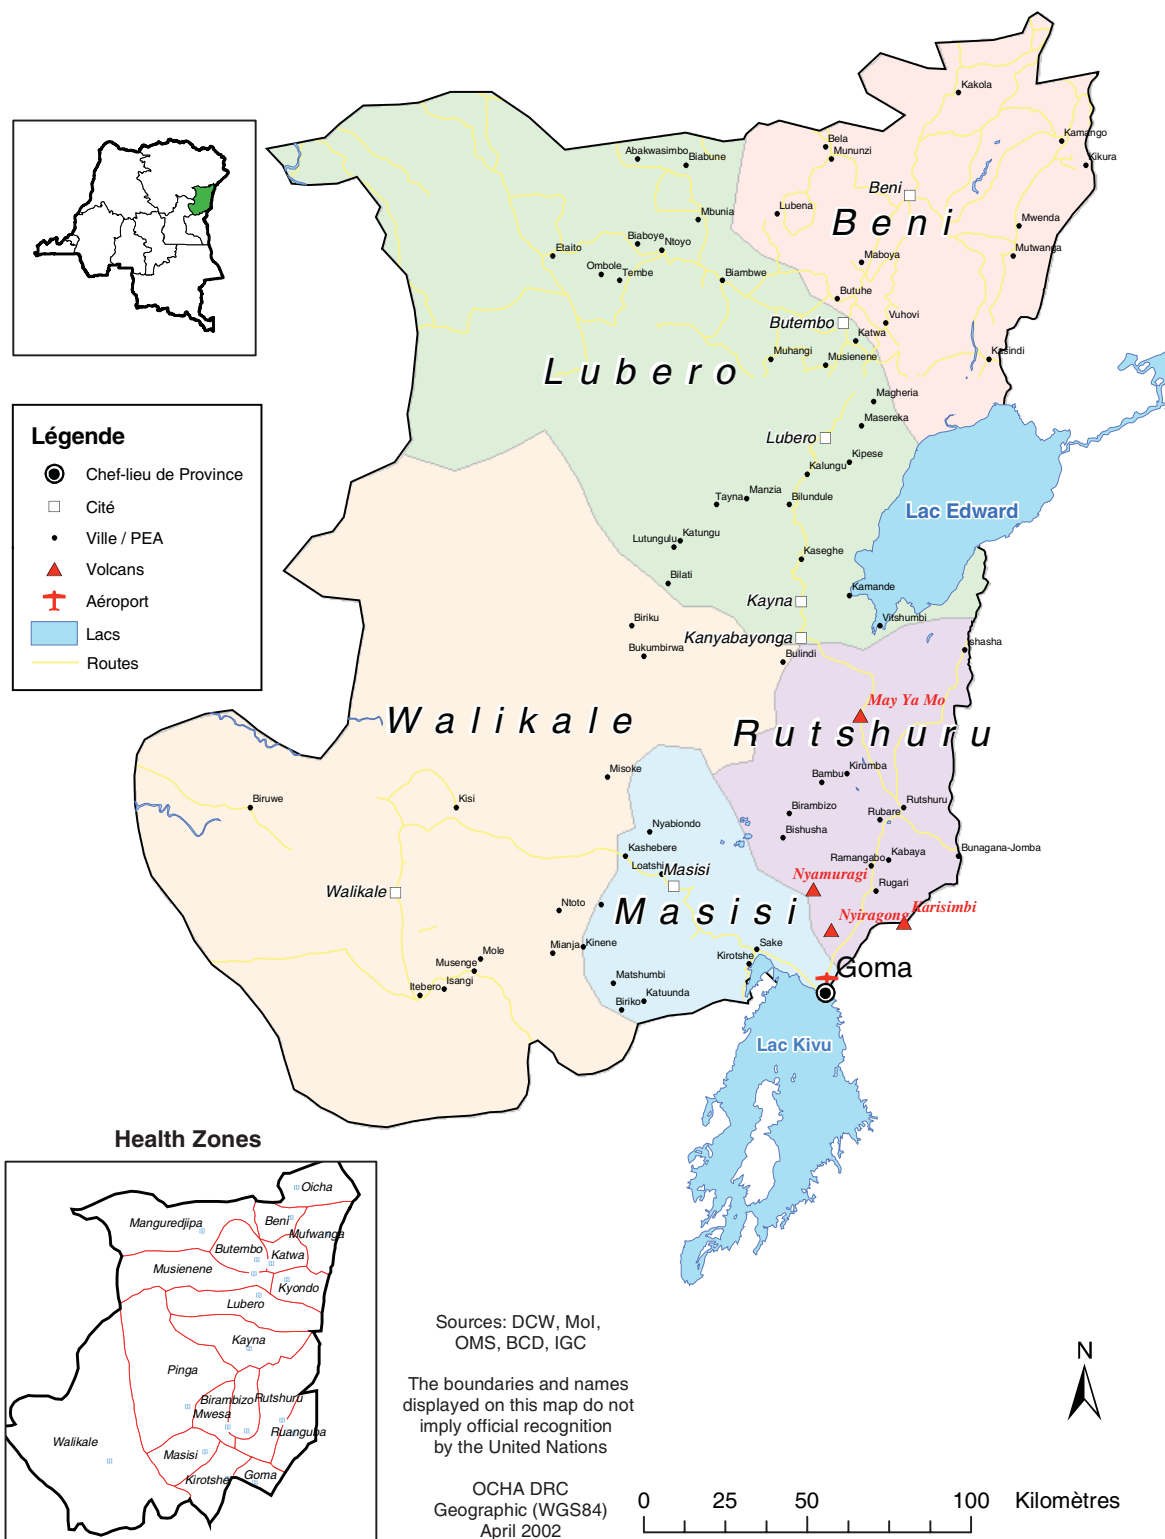 Kakola
Kamango
Kikura
Bela
Mununzi
Abakwasimbo
Biabune
Beni
Lubena
Mbunia
Beni
Mwenda
Mutwanga
Biaboye
Ntoyo
Etaito
Ombole
Tembe
Biambwe
Maboya
Butuhe
Vuhovi
Butembo
Katwa
Muhangi
Musienene
Kasindi
Lubero
Magheria
Masereka
Lubero
Kipese
Kalungu
Tayna
Manzia
Bilundule
Lac Edward
Lutungulu
Katungu
Kaseghe
Bilati
Kamande
Kayna
Vitshumbi
Biriku
Kanyabayonga
Bukumbirwa
Bulindi
Ishasha
May Ya Mo
Walikale
Rutshuru
Misoke
Bambu
Kirumba
Biruwe
Kisi
Birambizo
Rutshuru
Rubare
Nyabiondo
Bishusha
Kashebere
Loatshi
Masisi
Ramangabo
Kabaya
Bunagana-Jomba
Nyamuragi
Rugari
Walikale
Ntoto
Masisi
Nyiragong
Karisimbi
Mianja
Kinene
Sake
Mole
Musenge
Kirotshe
Goma
Itebero
Isangi
Matshumbi
Biriko
Katuunda
Lac Kivu
Légende
Chef-lieu de Province
Cité
Ville / PEA
Volcans
Aéroport
Lacs
Routes
Health Zones
Oicha
Manguredjipa
Beni
Mufwanga
Butembo
Katwa
Musienene
Kyondo
Lubero
Kayna
Pinga
Birambizo
Rutshuru
Mwesa
Ruanguba
Walikale
Masisi
Kirotshe
Goma
Sources: DCW, MoI,
OMS, BCD, IGC
The boundaries and names
displayed on this map do not
imply official recognition
by the United Nations
OCHA DRC
Geographic (WGS84)
April 2002
N
0 25 50 100 Kilomètres